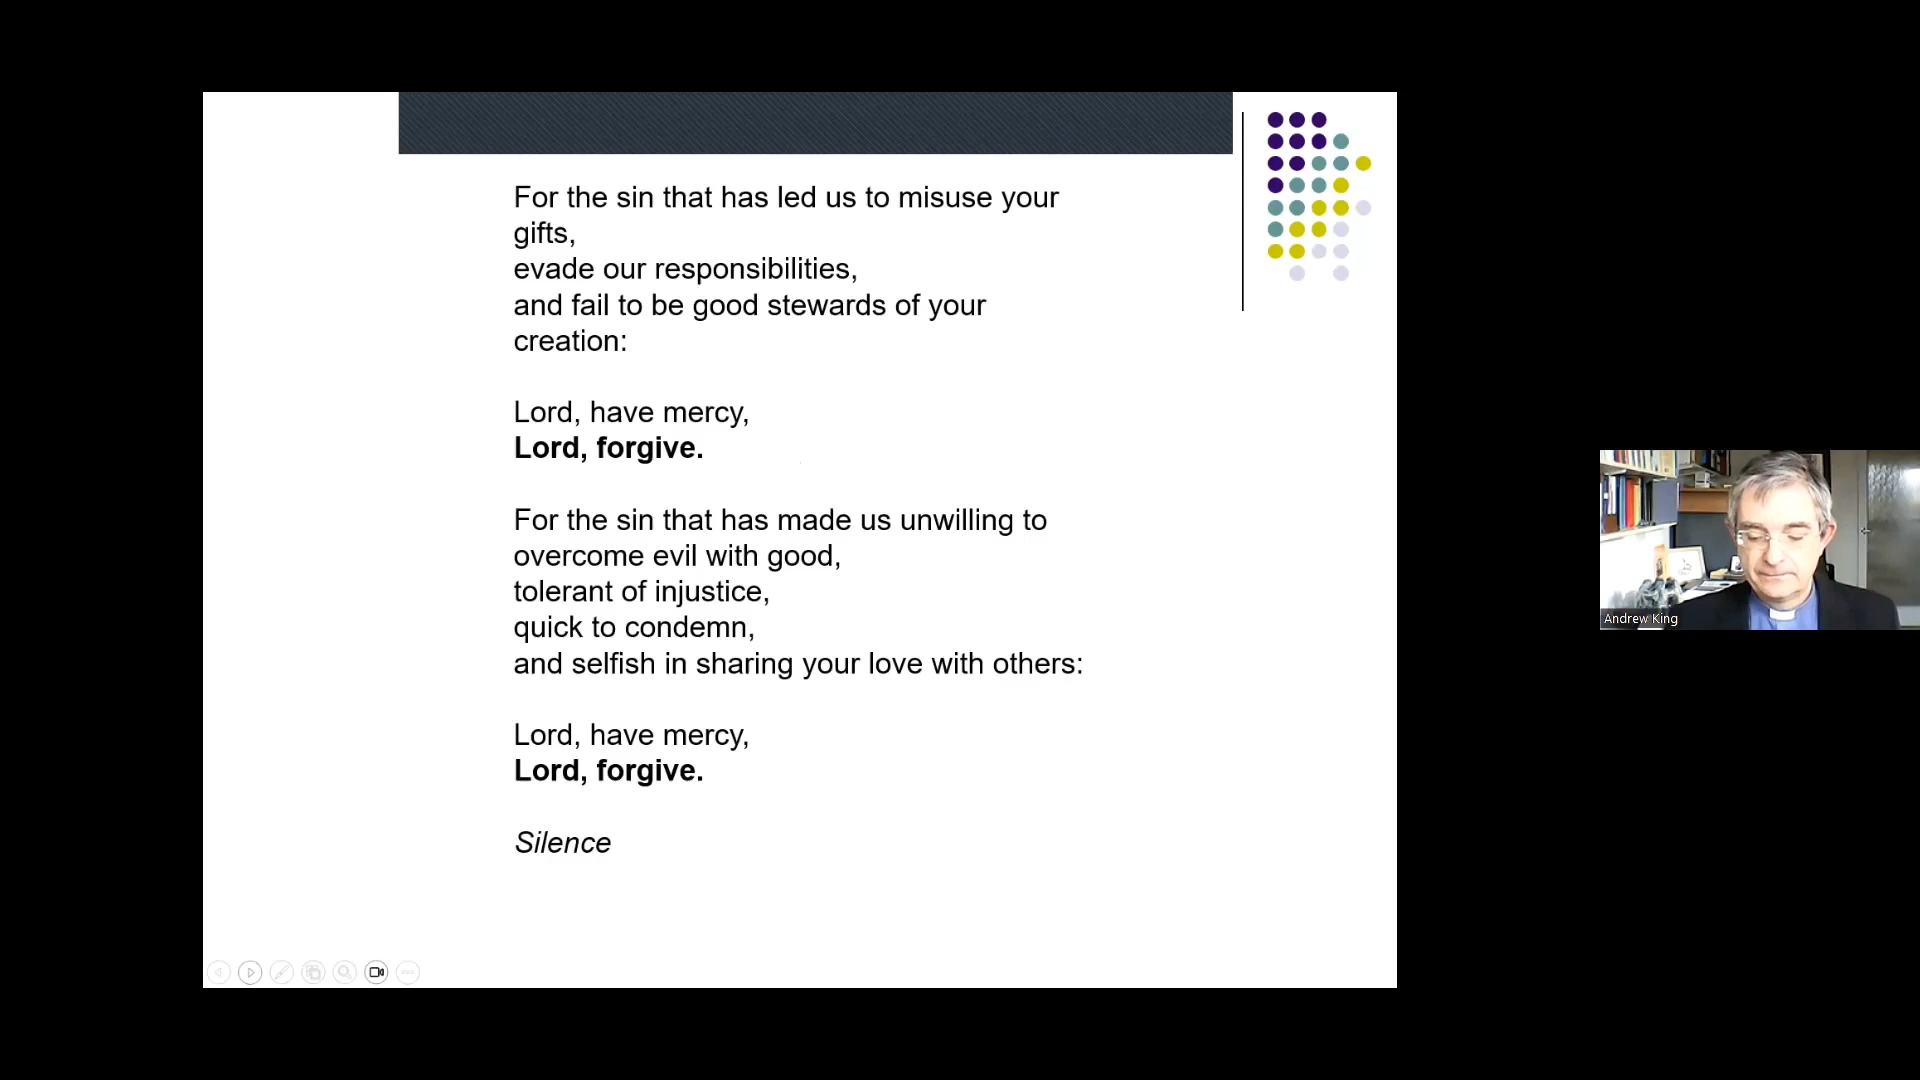 For the sin that has led us to misuse your
gifts,
evade our responsibilities,
and fail to be good stewards of your
creation:
Lord, have mercy,
Lord, forgive.
For the sin that has made us unwilling to
overcome evil with good,
tolerant of injustice,
quick to condemn,
and selfish in sharing your love with others:
Lord, have mercy,
Lord, forgive.
Silence
Andrew King